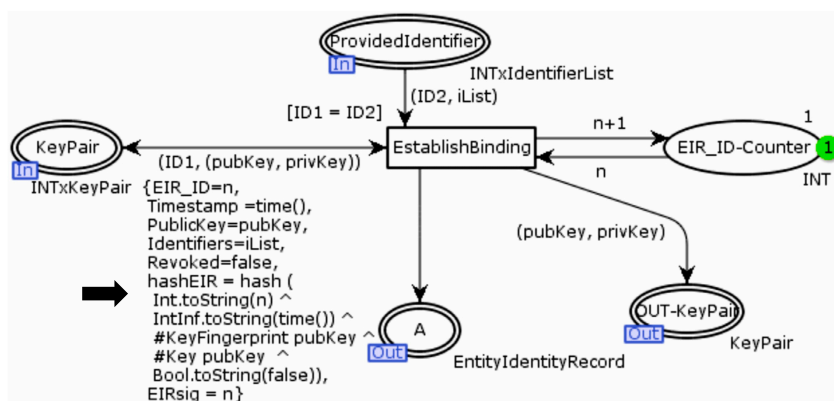 ProvidedIdentifier
In
INTxIdentifierList
(ID2, iList)
[ID1 = ID2]
n+1
1
KeyPair
EstablishBinding
EIR_ID-Counter
1
(ID1, (pubKey, privKey))
n
In
INT
INTxKeyPair
{EIR_ID=n,
Timestamp =time(),
PublicKey=pubKey,
Identifiers=iList,
Revoked=false,
hashEIR = hash (
Int.toString(n) ^
IntInf.toString(time()) ^
#KeyFingerprint pubKey ^
#Key pubKey ^
Bool.toString(false)),
EIRsig = n}
(pubKey, privKey)
A
Out
EntityIdentityRecord
OUT-KeyPair
Out
KeyPair